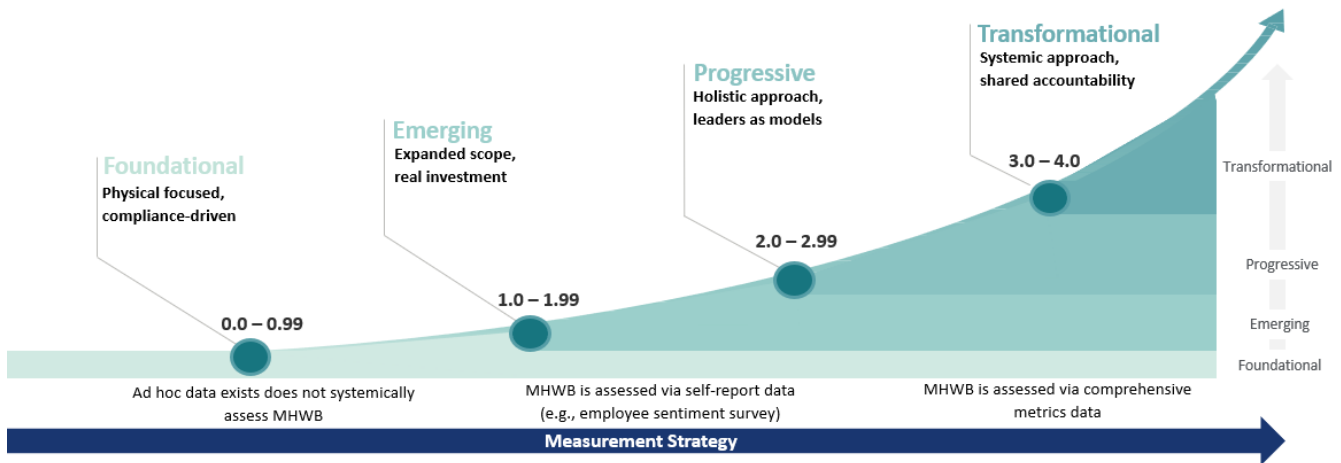 Transformational
Systemic approach,
shared accountability
3.0 – 4.0
Progressive
Holistic approach,
leaders as models
2.0 – 2.99
Emerging
Expanded scope,
real investment
1.0 – 1.99
Foundational
Physical focused,
compliance-driven
0.0 – 0.99
Transformational
Progressive
Emerging
Foundational
Ad hoc data exists does not systemically
assess MHWB
MHWB is assessed via self-report data
(e.g., employee sentiment survey)
MHWB is assessed via comprehensive
metrics data
Measurement Strategy